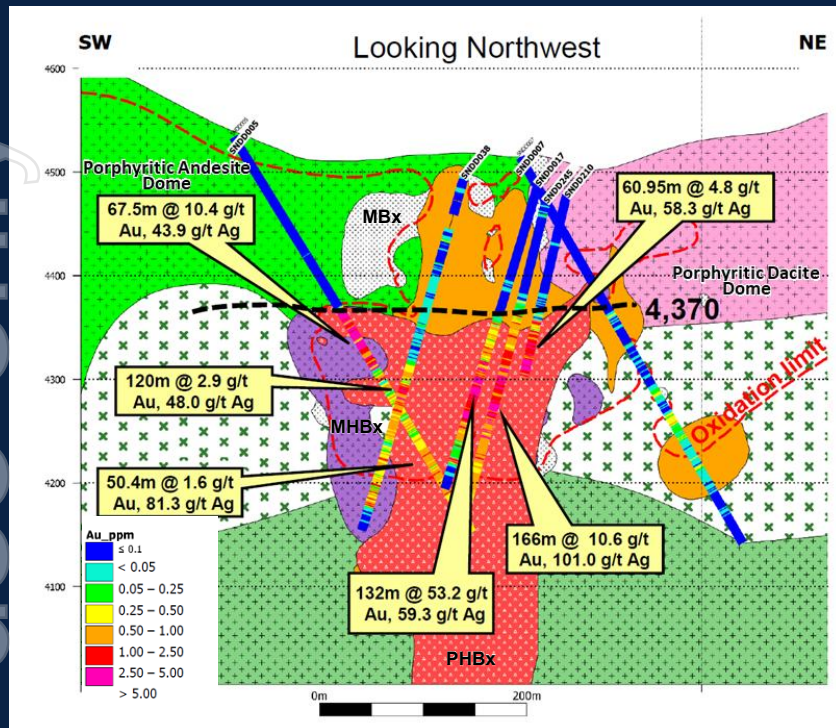 SW
Looking Northwest
NE
4600
4500
4400
4300
4200
4100
SNDD005
SNDD038
SNDD007
SNDD017
SNDD245
SNDD210
Porphyritic Andesite
Dome
67.5m @ 10.4 g/t
Au, 43.9 g/t Ag
MBx
60.95m @ 4.8 g/t
Au, 58.3 g/t Ag
Porphyritic Dacite
Dome
4,370
120m @ 2.9 g/t
Au, 48.0 g/t Ag
MHBx
Oxidation limit
50.4m @ 1.6 g/t
Au, 81.3 g/t Ag
166m @ 10.6 g/t
Au, 101.0 g/t Ag
132m @ 53.2 g/t
Au, 59.3 g/t Ag
PHBx
Au_ppm
≤ 0.1
< 0.05
0.05 – 0.25
0.25 – 0.50
0.50 – 1.00
1.00 – 2.50
2.50 – 5.00
> 5.00
0m
200m